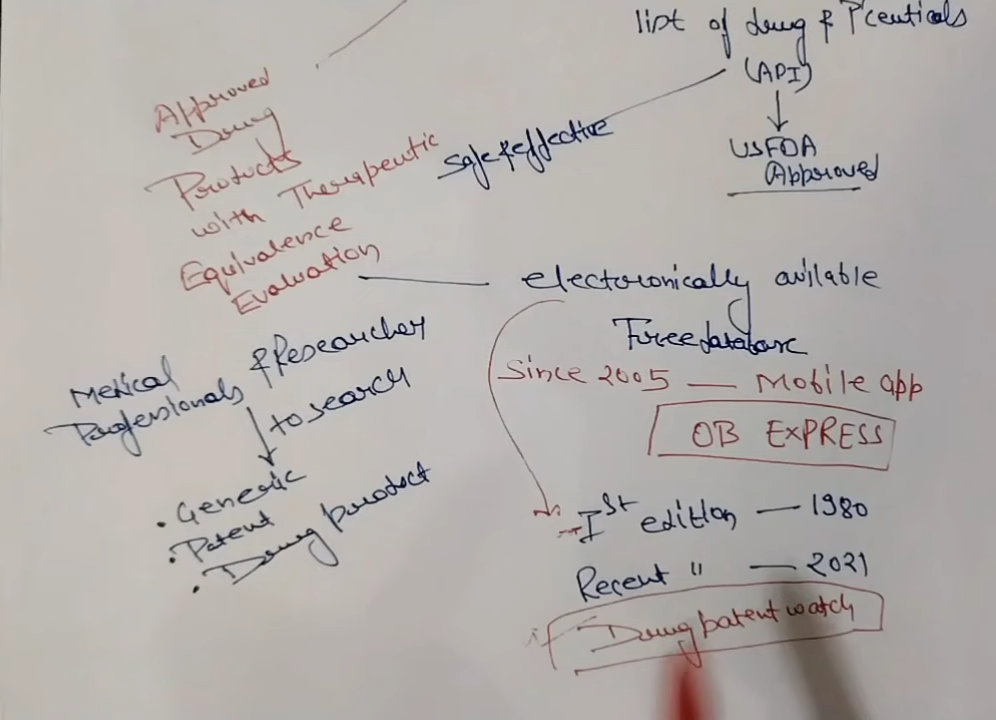 list of drug & P'ceuticals
(API)
USFDA
Approved
Safe & effective
Approved
Drug
Products
with Therapeutic
Equivalence
Evaluation
electoronically avilable
Free database
Since 2005 — Mobile app
OB EXPRESS
Ist edition — 1980
Recent " — 2021
Drug patent watch
Medical
Professionals & Researcher
to search
• Generic
• Patent
• Drug product